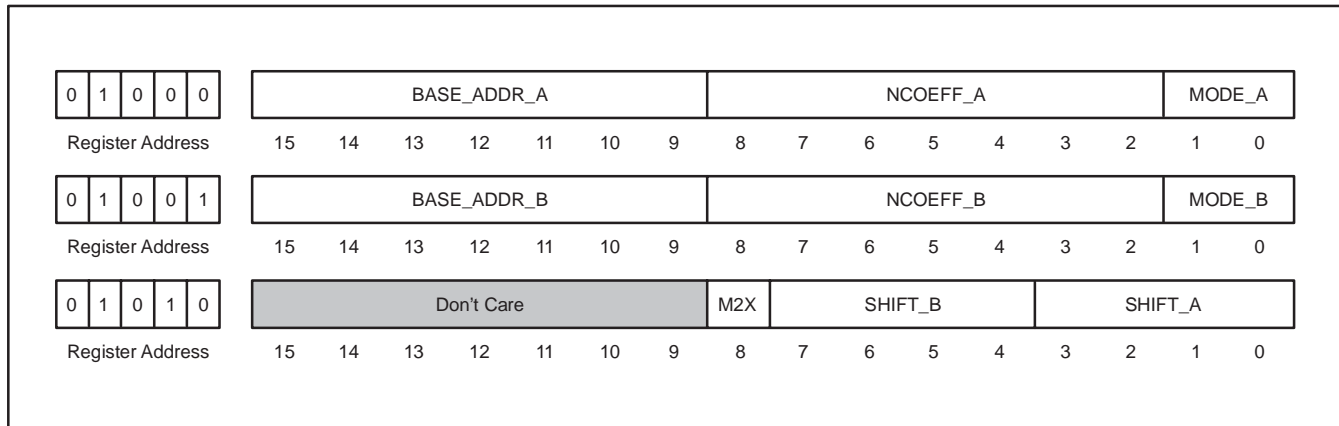 0 1 0 0 0 BASE_ADDR_A NCOEFF_A MODE_A
Register Address 15 14 13 12 11 10 9 8 7 6 5 4 3 2 1 0
0 1 0 0 1 BASE_ADDR_B NCOEFF_B MODE_B
Register Address 15 14 13 12 11 10 9 8 7 6 5 4 3 2 1 0
0 1 0 1 0 Don't Care M2X SHIFT_B SHIFT_A
Register Address 15 14 13 12 11 10 9 8 7 6 5 4 3 2 1 0